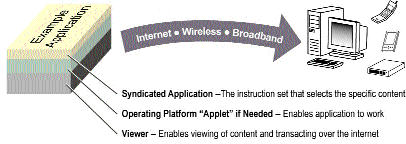 Example
Application
Internet ● Wireless ● Broadband
Syndicated Application –The instruction set that selects the specific content
Operating Platform “Applet” if Needed – Enables application to work
Viewer – Enables viewing of content and transacting over the internet